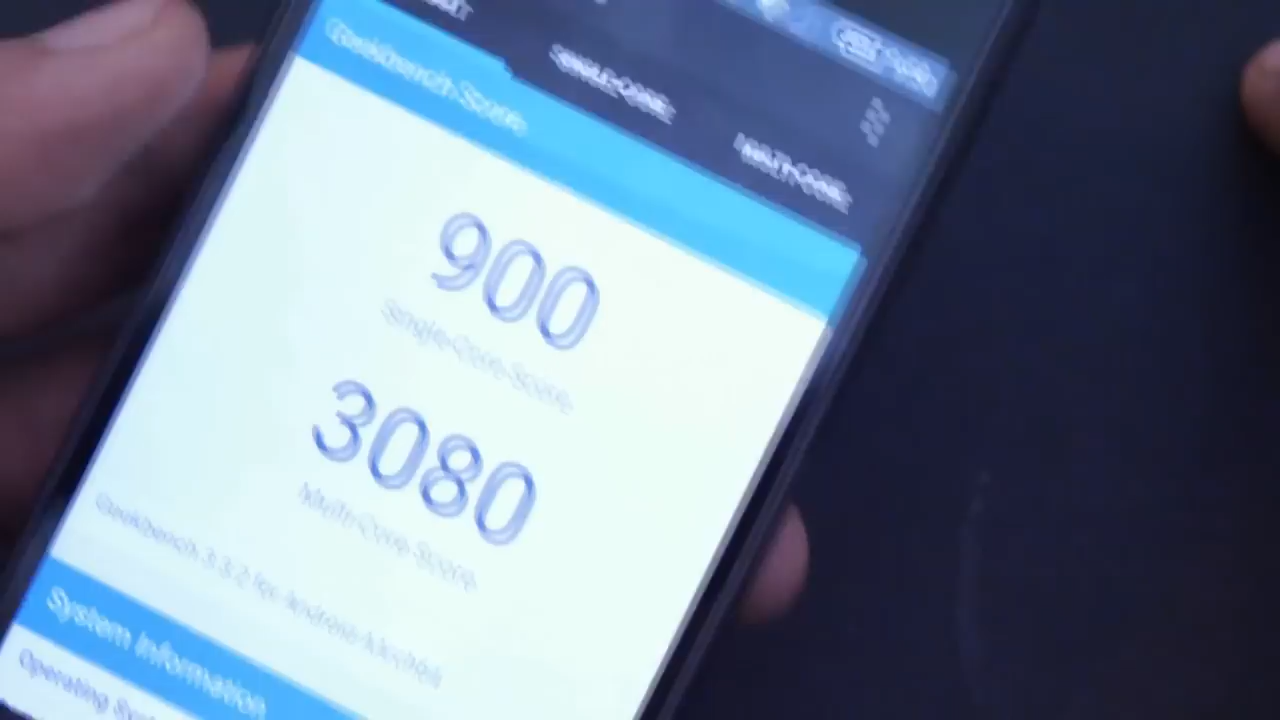 SINGLE-CORE
MULTI-CORE
Geekbench Score
900
Single-Core Score
3080
Multi-Core Score
Geekbench 3.3.2 for Android
System Information
Operating